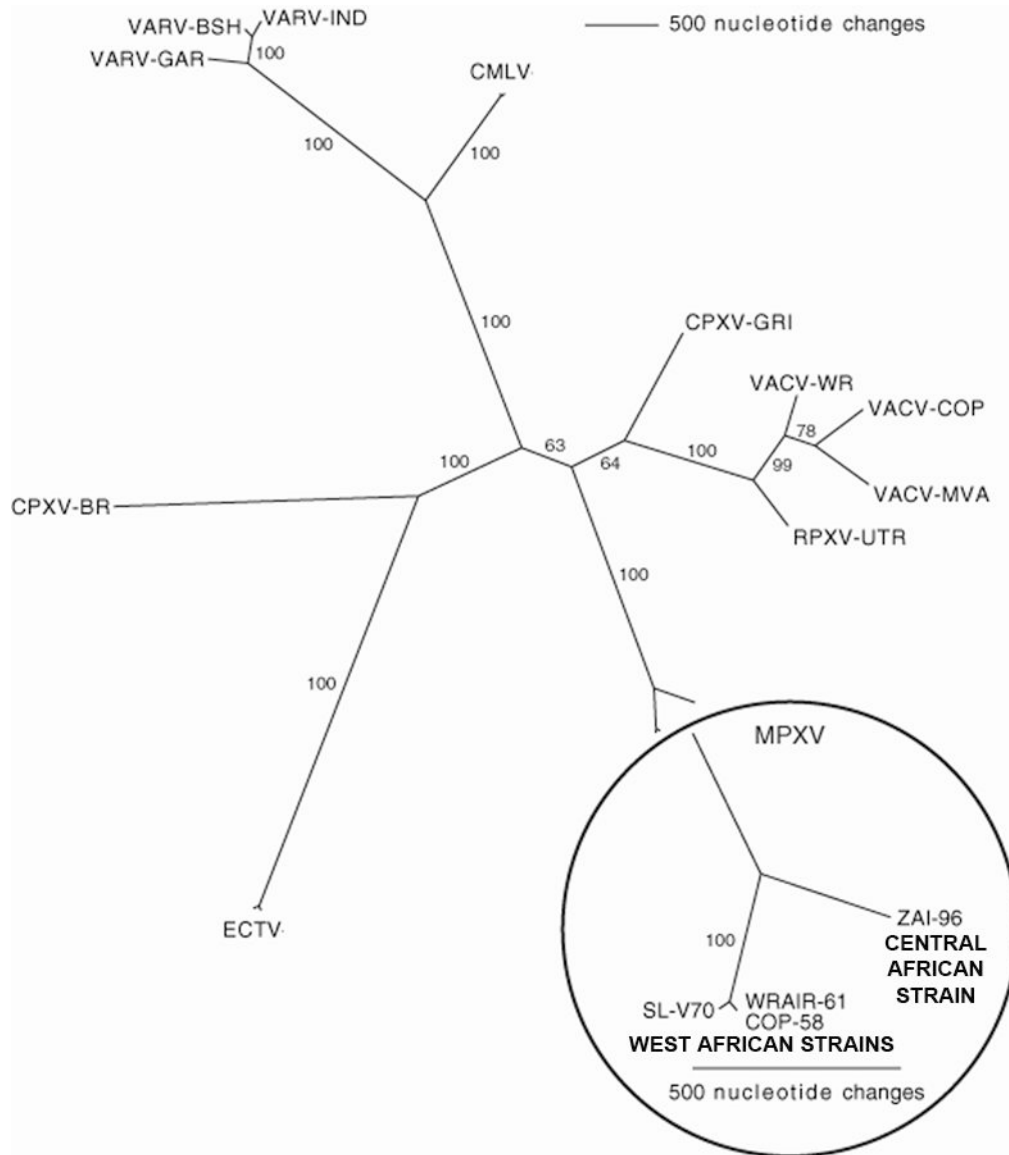 VARV-BSH
VARV-IND
500 nucleotide changes
VARV-GAR
100
CMLV
100
100
100
CPXV-GRI
VACV-WR
VACV-COP
78
63
64
100
99
100
CPXV-BR
VACV-MVA
RPXV-UTR
100
100
MPXV
ECTV
ZAI-96
CENTRAL
AFRICAN
STRAIN
100
SL-V70
WRAIR-61
COP-58
WEST AFRICAN STRAINS
500 nucleotide changes